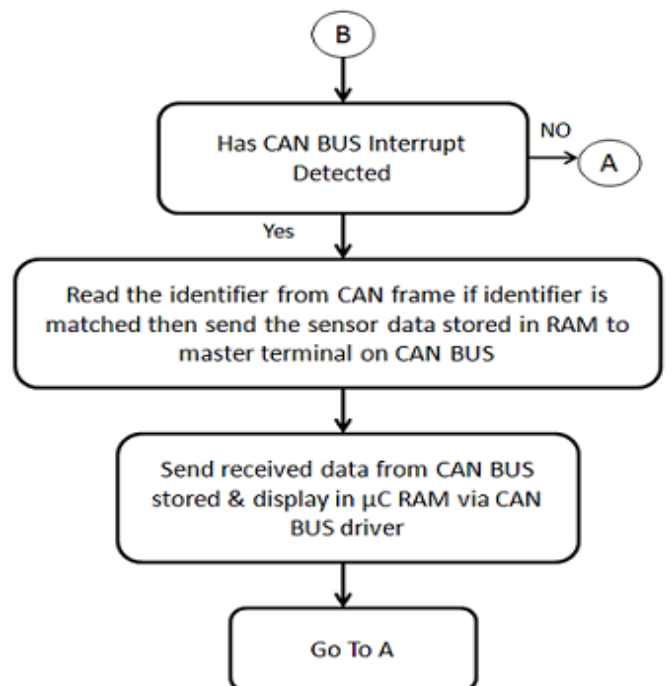 B
Has CAN BUS Interrupt
Detected
NO
A
Yes
Read the identifier from CAN frame if identifier is
matched then send the sensor data stored in RAM to
master terminal on CAN BUS
Send received data from CAN BUS
stored & display in µC RAM via CAN
BUS driver
Go To A